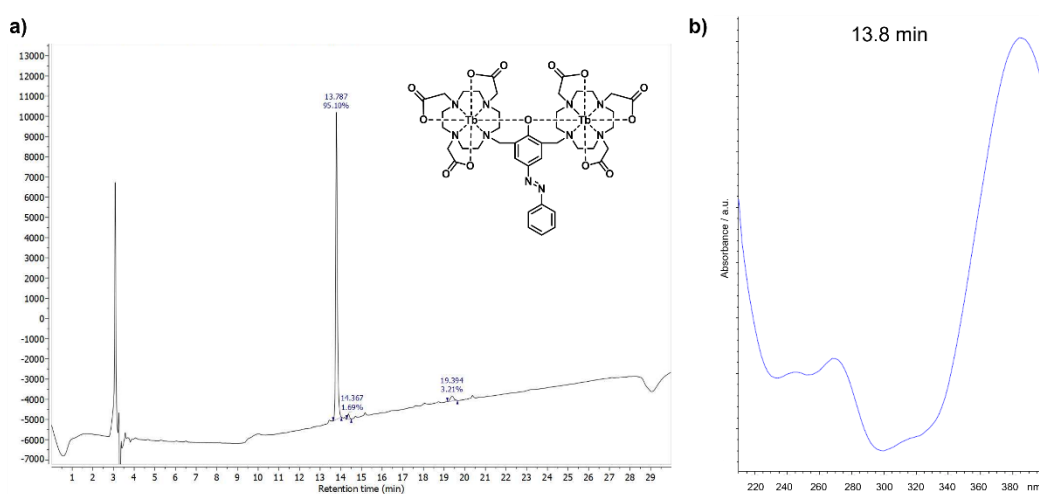 a)
13000
12000
11000
10000
9000
8000
7000
6000
5000
4000
3000
2000
1000
0
-1000
-2000
-3000
-4000
-5000
-6000
-7000
13.787
95.10%
14.367
1.69%
19.394
3.21%
O O O O
O O
N N N N
O Tb O Tb O
N N N N
O O
O O
N
N
1 2 3 4 5 6 7 8 9 10 11 12 13 14 15 16 17 18 19 20 21 22 23 24 25 26 27 28 29
Retention time (min)
b)
13.8 min
Absorbance / a.u.
220 240 260 280 300 320 340 360 380 nm